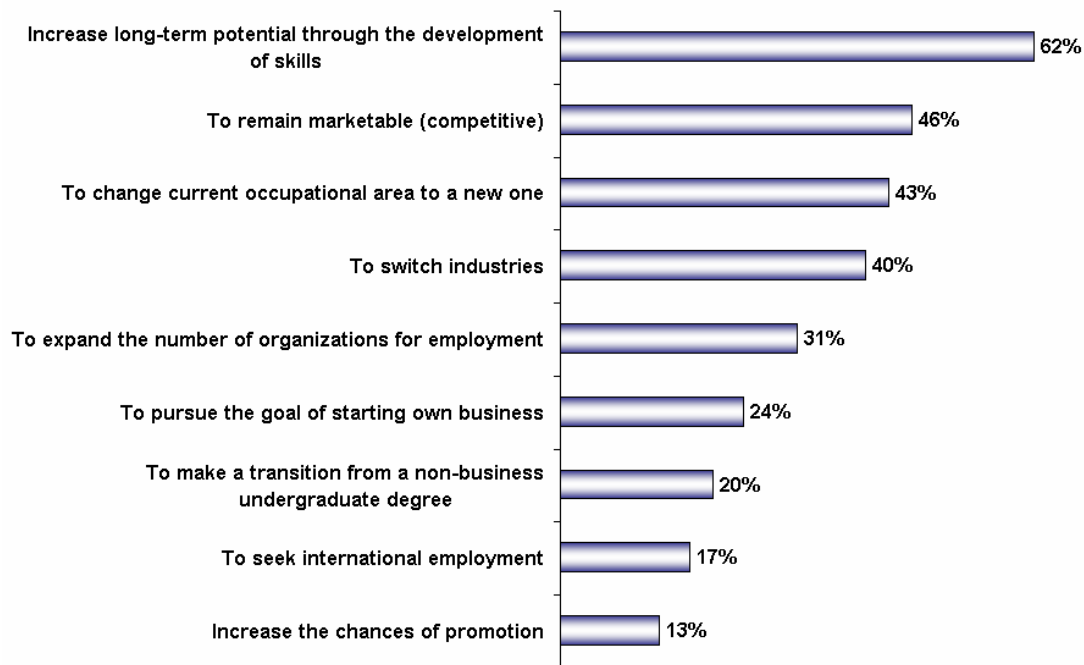 Increase long-term potential through the development
of skills
62%
To remain marketable (competitive)
46%
To change current occupational area to a new one
43%
To switch industries
40%
To expand the number of organizations for employment
31%
To pursue the goal of starting own business
24%
To make a transition from a non-business
undergraduate degree
20%
To seek international employment
17%
Increase the chances of promotion
13%